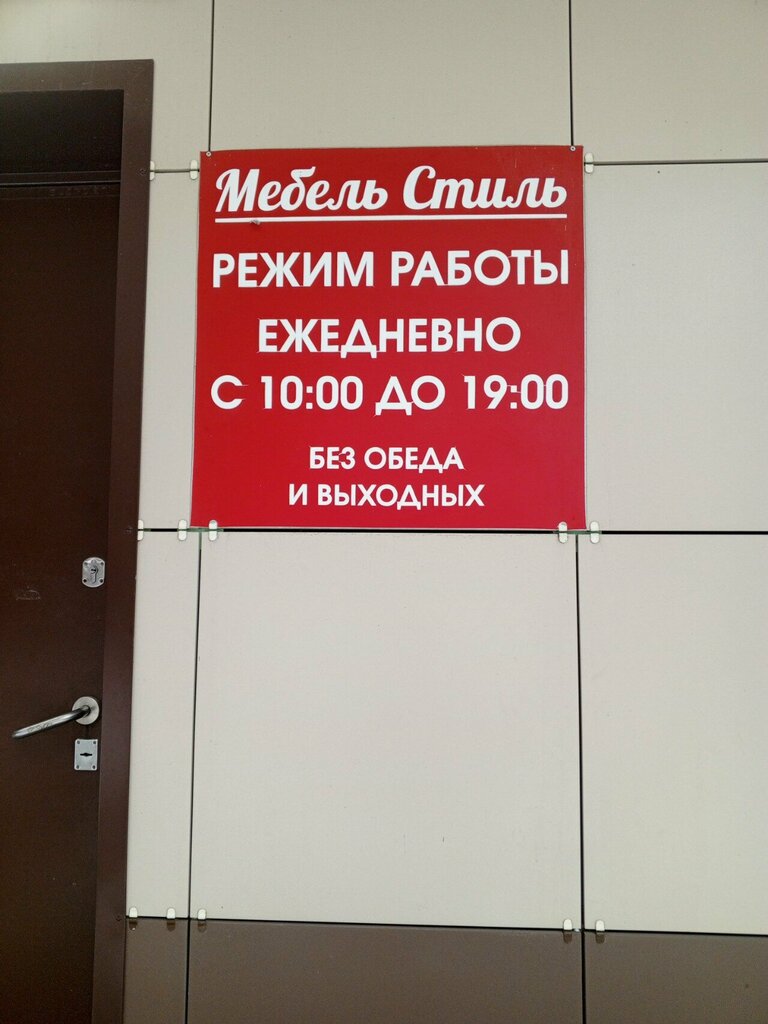 Мебель Стиль
РЕЖИМ РАБОТЫ
ЕЖЕДНЕВНО
С 10:00 ДО 19:00
БЕЗ ОБЕДА
И ВЫХОДНЫХ